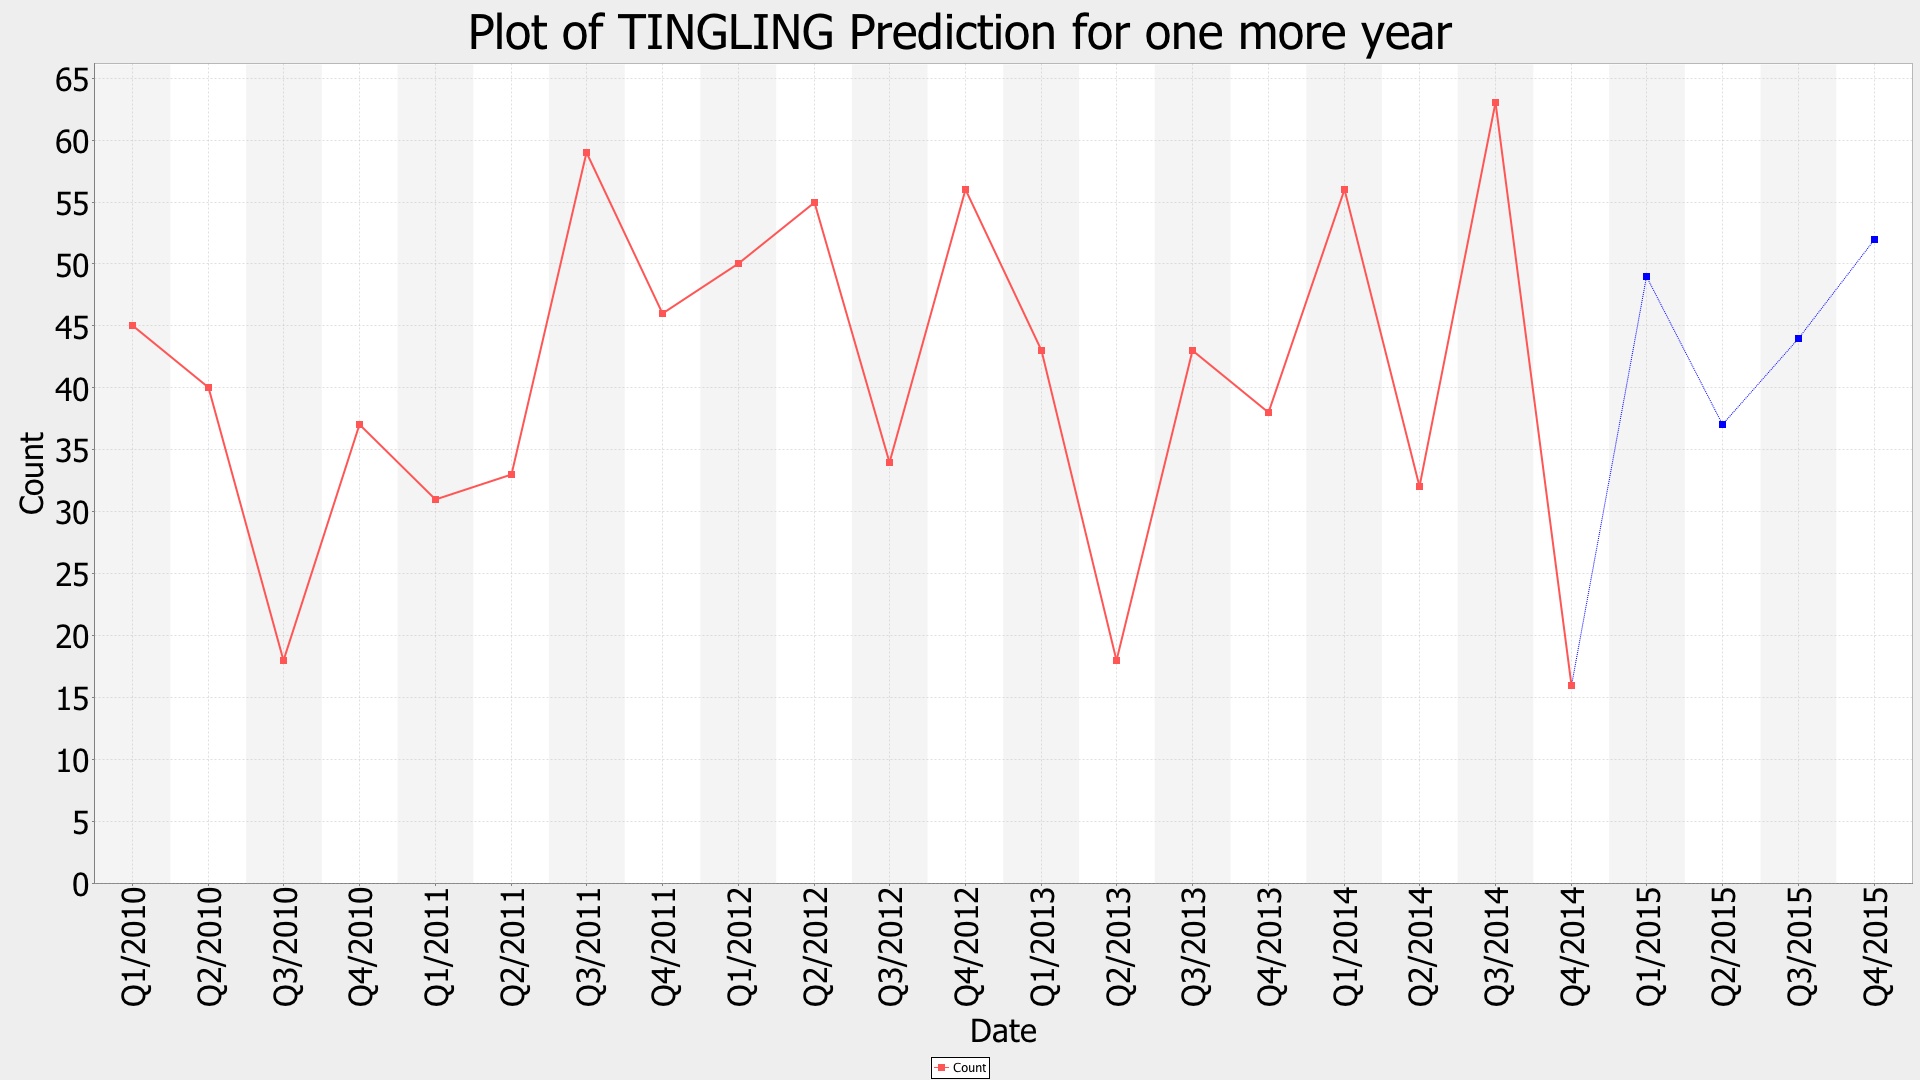 Plot of TINGLING Prediction for one more year
Count
65
60
55
50
45
40
35
30
25
20
15
10
5
0
Q1/2010
Q2/2010
Q3/2010
Q4/2010
Q1/2011
Q2/2011
Q3/2011
Q4/2011
Q1/2012
Q2/2012
Q3/2012
Q4/2012
Q1/2013
Q2/2013
Q3/2013
Q4/2013
Q1/2014
Q2/2014
Q3/2014
Q4/2014
Q1/2015
Q2/2015
Q3/2015
Q4/2015
Date
Count